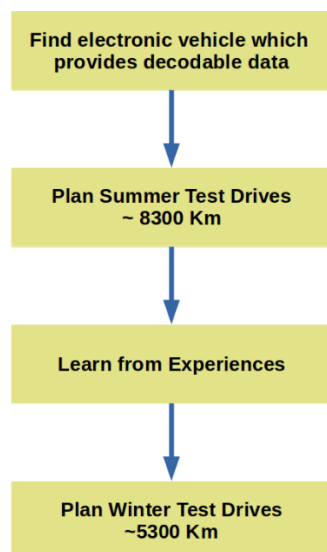 Find electronic vehicle which
provides decodable data
Plan Summer Test Drives
~ 8300 Km
Learn from Experiences
Plan Winter Test Drives
~5300 Km